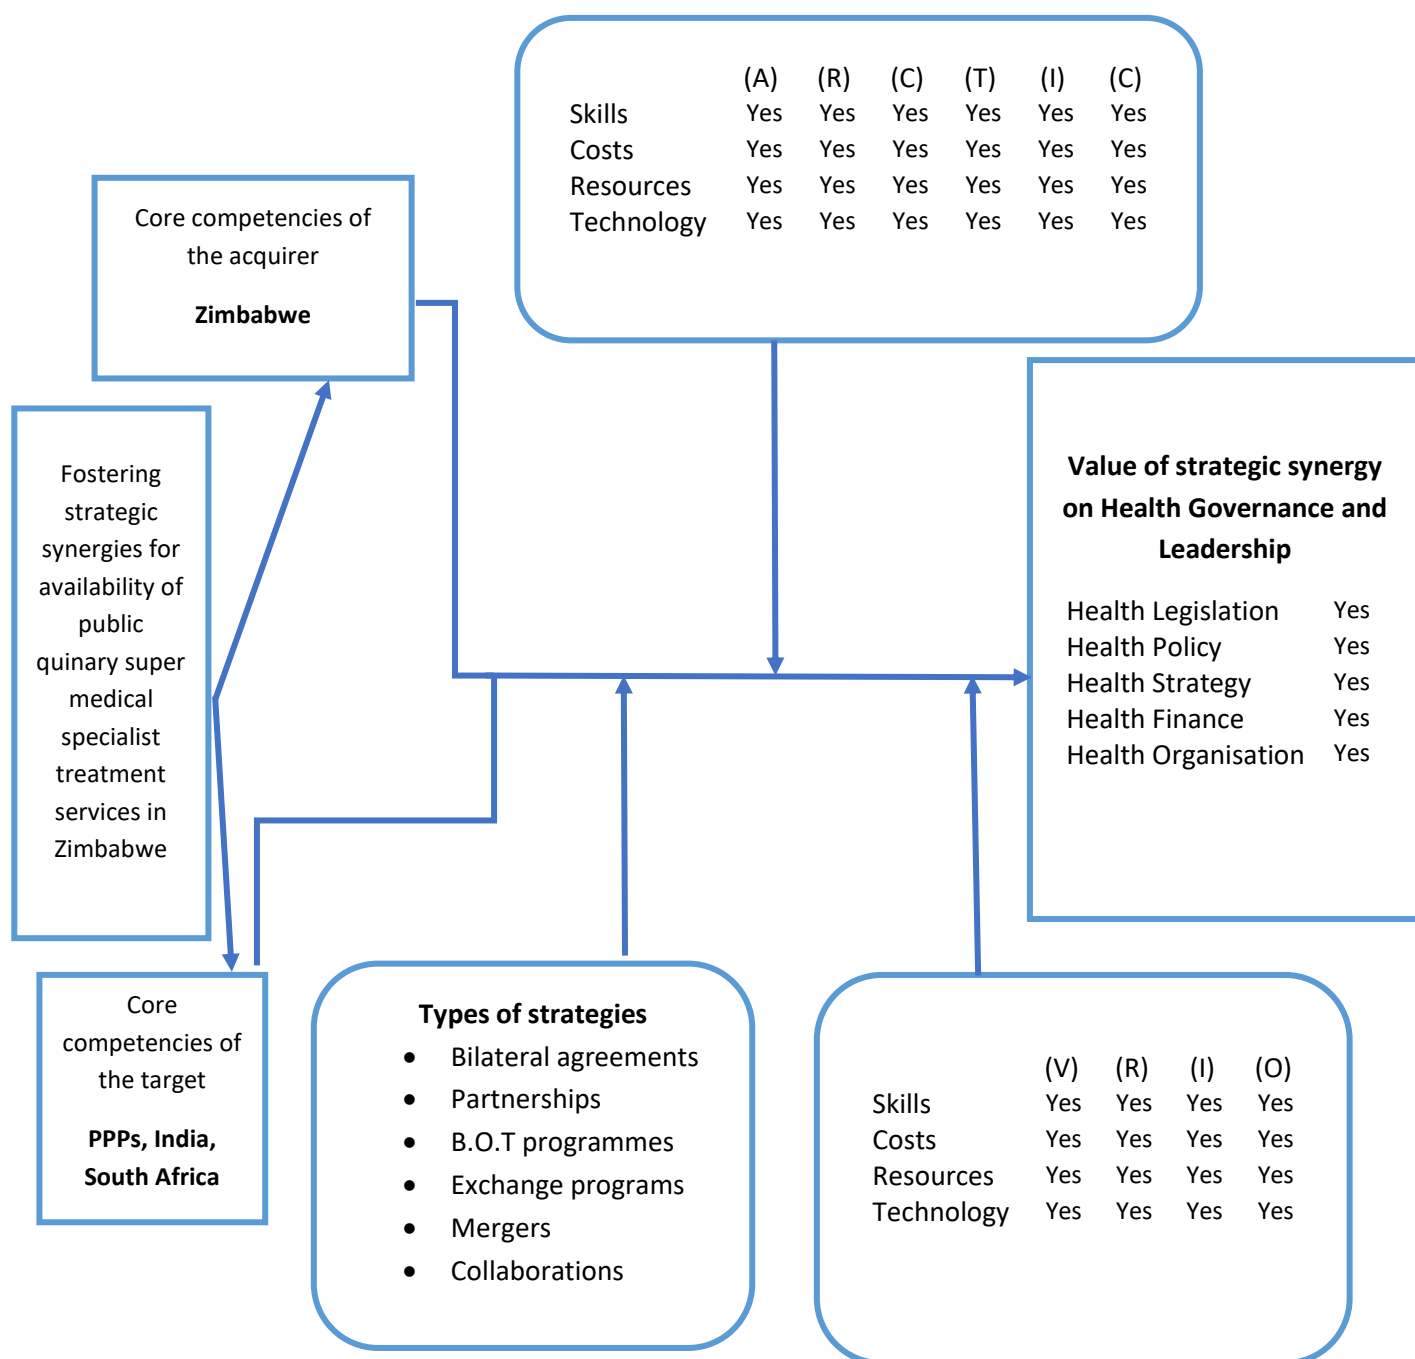 (A) (R) (C) (T) (I) (C)
Skills Yes Yes Yes Yes Yes Yes
Costs Yes Yes Yes Yes Yes Yes
Resources Yes Yes Yes Yes Yes Yes
Technology Yes Yes Yes Yes Yes Yes
Core competencies of
the acquirer
Zimbabwe
Fostering
strategic
synergies for
availability of
public
quinary super
medical
specialist
treatment
services in
Zimbabwe
Value of strategic synergy
on Health Governance and
Leadership
Health Legislation Yes
Health Policy Yes
Health Strategy Yes
Health Finance Yes
Health Organisation Yes
Core
competencies of
the target
PPPs, India,
South Africa
Types of strategies
• Bilateral agreements
• Partnerships
• B.O.T programmes
• Exchange programs
• Mergers
• Collaborations
(V) (R) (I) (O)
Skills Yes Yes Yes Yes
Costs Yes Yes Yes Yes
Resources Yes Yes Yes Yes
Technology Yes Yes Yes Yes